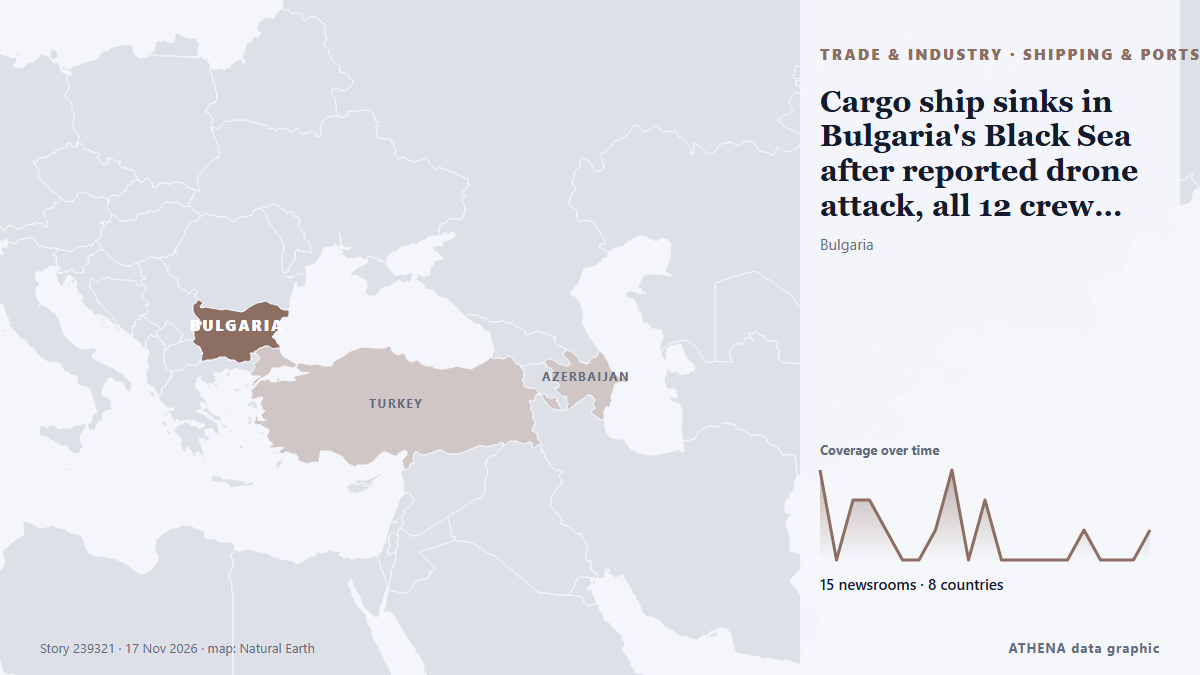 TRADE & INDUSTRY · SHIPPING & PORTS
Cargo ship sinks in
Bulgaria's Black Sea
after reported drone
attack, all 12 crew...
Bulgaria
BULGARIA
TURKEY
AZERBAIJAN
Coverage over time
15 newsrooms · 8 countries
Story 239321 · 17 Nov 2026 · map: Natural Earth
ATHENA data graphic